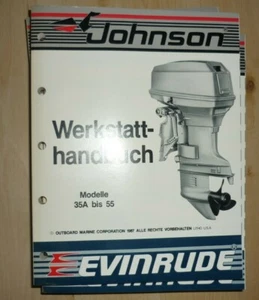 Johnson
Werkstatt-
handbuch
Modelle
35A bis 55
© OUTBOARD MARINE CORPORATION 1987 ALLE RECHTE VORBEHALTEN
EVINRUDE